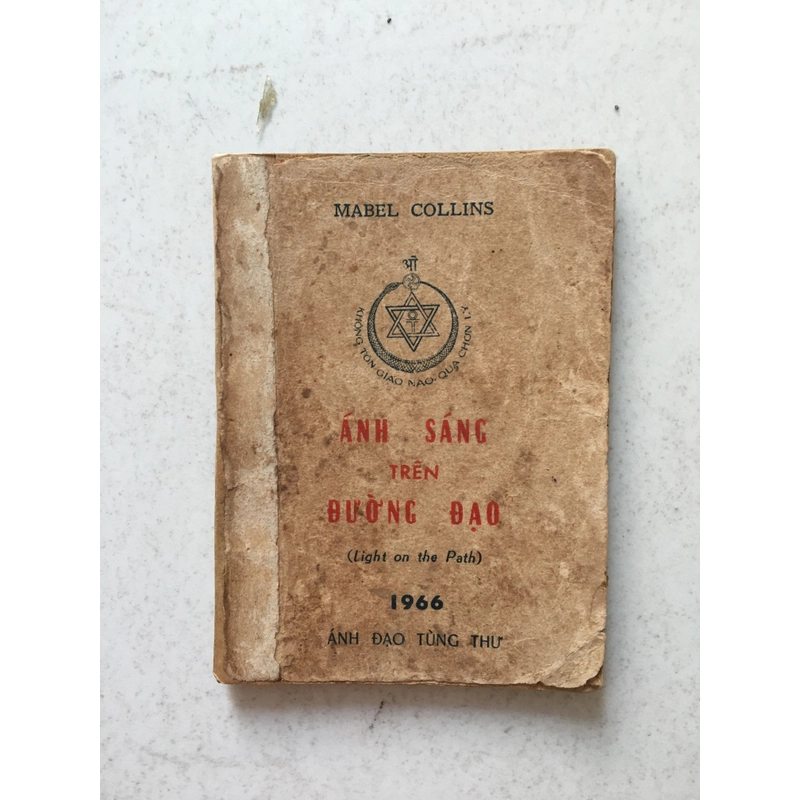 MABEL COLLINS
ओं
KHÔNG TÔN GIÁO NÀO QUA CHƠN LÝ
ÁNH SÁNG
TRÊN
ĐƯỜNG ĐẠO
(Light on the Path)
1966
ÁNH ĐẠO TÙNG THƯ